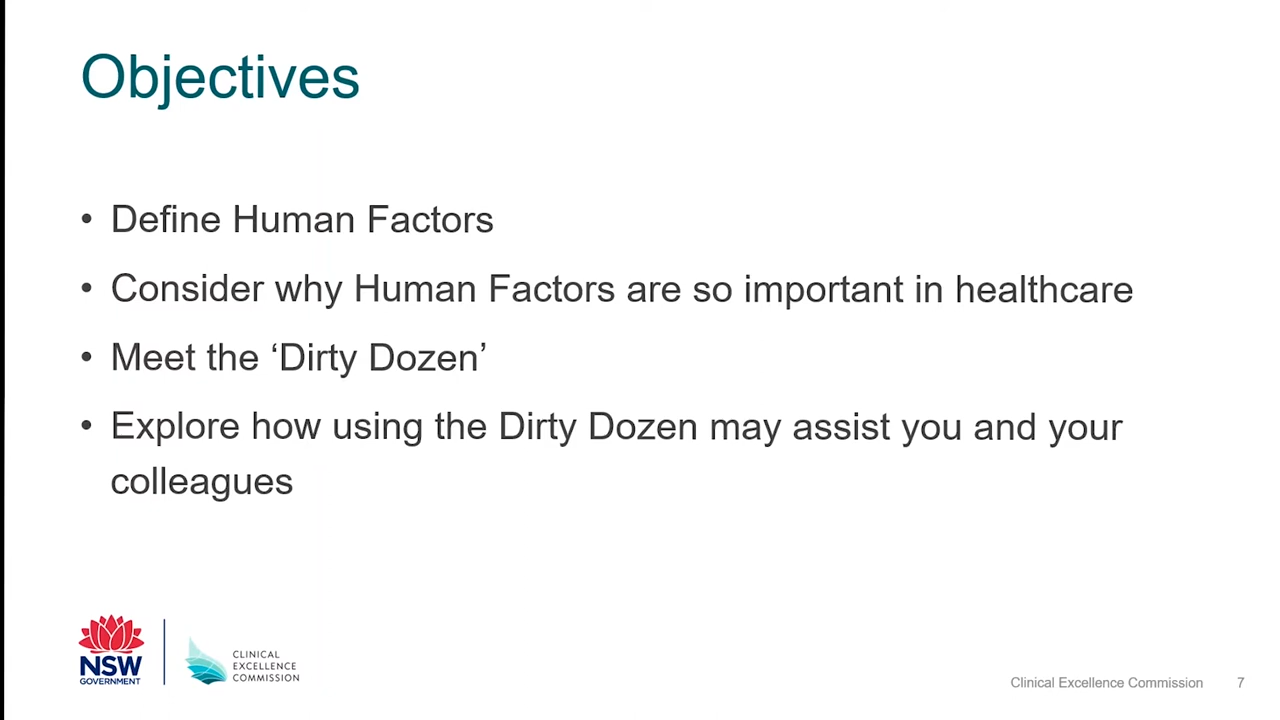 Objectives
• Define Human Factors
• Consider why Human Factors are so important in healthcare
• Meet the ‘Dirty Dozen’
• Explore how using the Dirty Dozen may assist you and your
colleagues
NSW
GOVERNMENT
CLINICAL
EXCELLENCE
COMMISSION
Clinical Excellence Commission 7